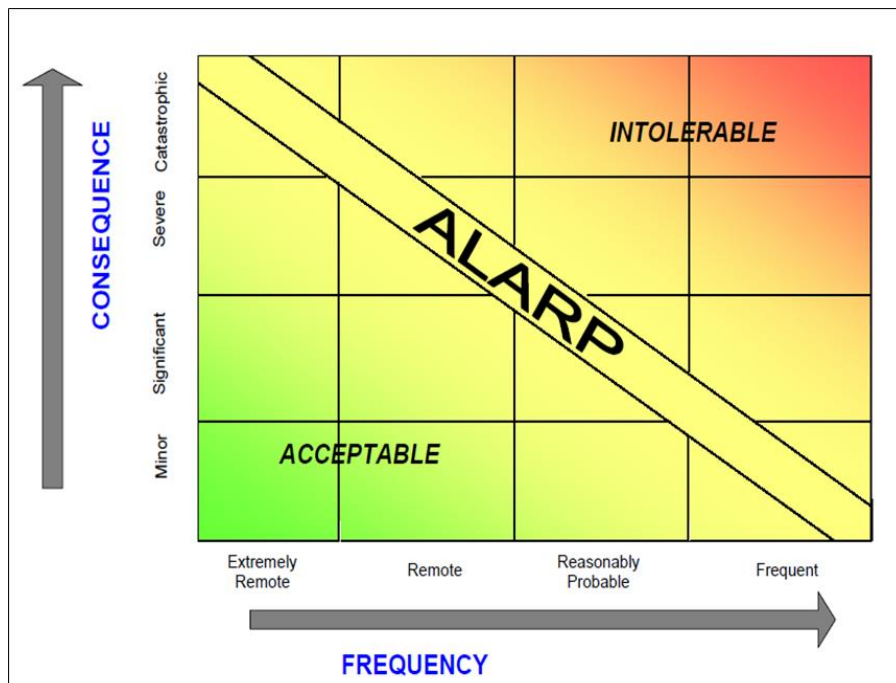 CONSEQUENCE
Catastrophic
Severe
Significant
Minor
INTOLERABLE
ALARP
ACCEPTABLE
Extremely
Remote
Remote
Reasonably
Probable
Frequent
FREQUENCY